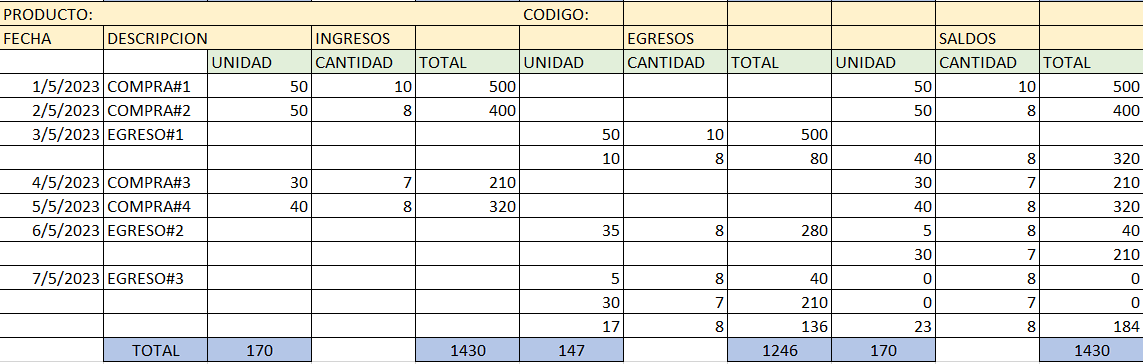 PRODUCTO: CODIGO:
FECHA DESCRIPCION INGRESOS EGRESOS SALDOS
UNIDAD CANTIDAD TOTAL UNIDAD CANTIDAD TOTAL UNIDAD CANTIDAD TOTAL
1/5/2023 COMPRA#1 50 10 500 50 10 500
2/5/2023 COMPRA#2 50 8 400 50 8 400
3/5/2023 EGRESO#1 50 10 500
10 8 80 40 8 320
4/5/2023 COMPRA#3 30 7 210 30 7 210
5/5/2023 COMPRA#4 40 8 320 40 8 320
6/5/2023 EGRESO#2 35 8 280 5 8 40
30 7 210
7/5/2023 EGRESO#3 5 8 40 0 8 0
30 7 210 0 7 0
17 8 136 23 8 184
TOTAL 170 1430 147 1246 170 1430